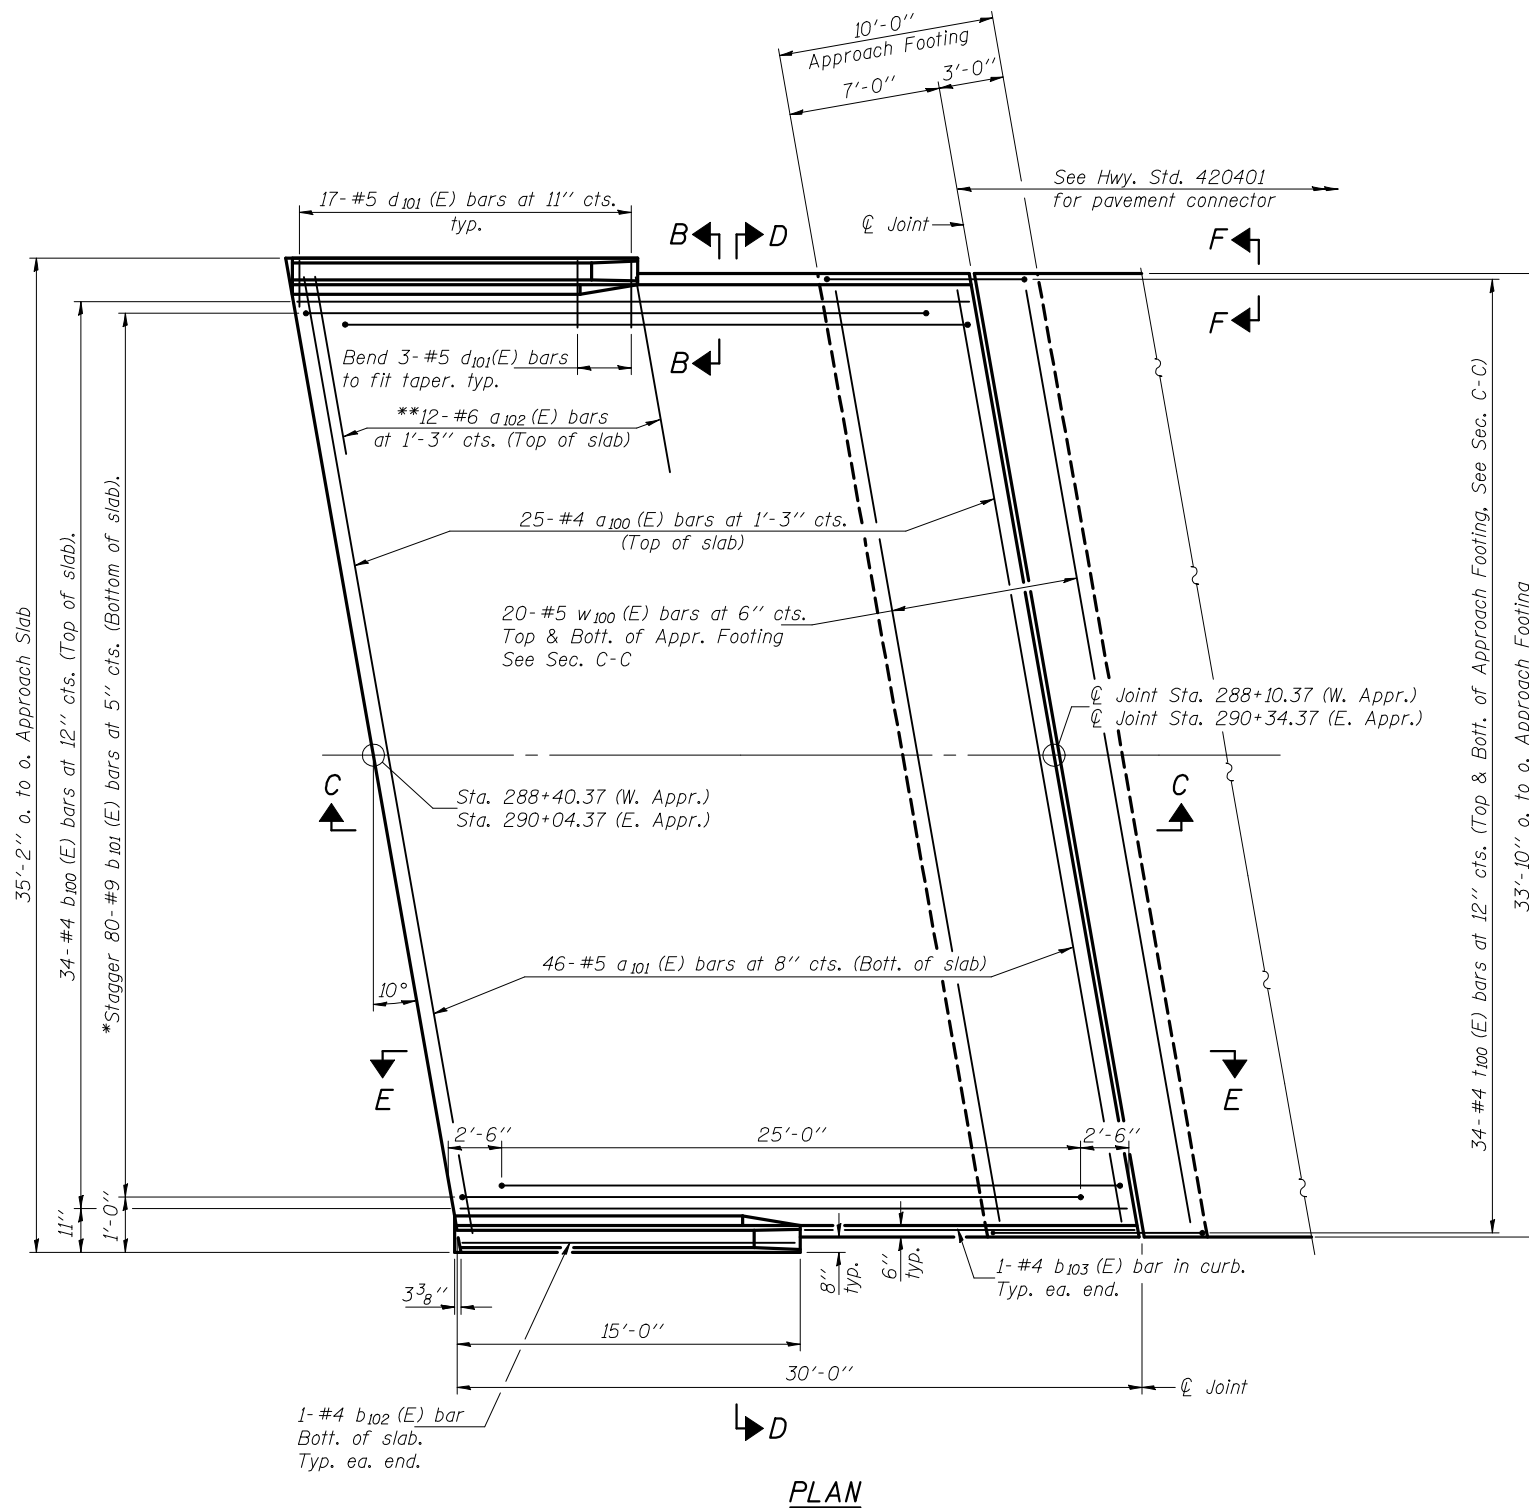 10'-0''
Approach Footing
7'-0''
3'-0''
See Hwy. Std. 420401
for pavement connector
17-#5 d101 (E) bars at 11'' cts.
typ.
B
D
℄ Joint
F
F
Bend 3-#5 d101(E) bars
to fit taper. typ.
B
**12-#6 a102 (E) bars
at 1'-3'' cts. (Top of slab)
25-#4 a100 (E) bars at 1'-3'' cts.
(Top of slab)
20-#5 w100 (E) bars at 6'' cts.
Top & Bott. of Appr. Footing
See Sec. C-C
℄ Joint Sta. 288+10.37 (W. Appr.)
℄ Joint Sta. 290+34.37 (E. Appr.)
35'-2'' o. to o. Approach Slab
34-#4 b100 (E) bars at 12'' cts. (Top of slab).
*Stagger 80-#9 b101 (E) bars at 5'' cts. (Bottom of slab).
34-#4 t100 (E) bars at 12'' cts. (Top & Bott. of Approach Footing, See Sec. C-C)
33'-10'' o. to o. Approach Footing
C
C
Sta. 288+40.37 (W. Appr.)
Sta. 290+04.37 (E. Appr.)
46-#5 a101 (E) bars at 8'' cts. (Bott. of slab)
10°
E
E
2'-6''
25'-0''
2'-6''
11''
1'-0''
3 3/8''
8''
typ.
6''
typ.
1-#4 b103 (E) bar in curb.
Typ. ea. end.
15'-0''
30'-0''
℄ Joint
1-#4 b102 (E) bar
Bott. of slab.
Typ. ea. end.
D
PLAN